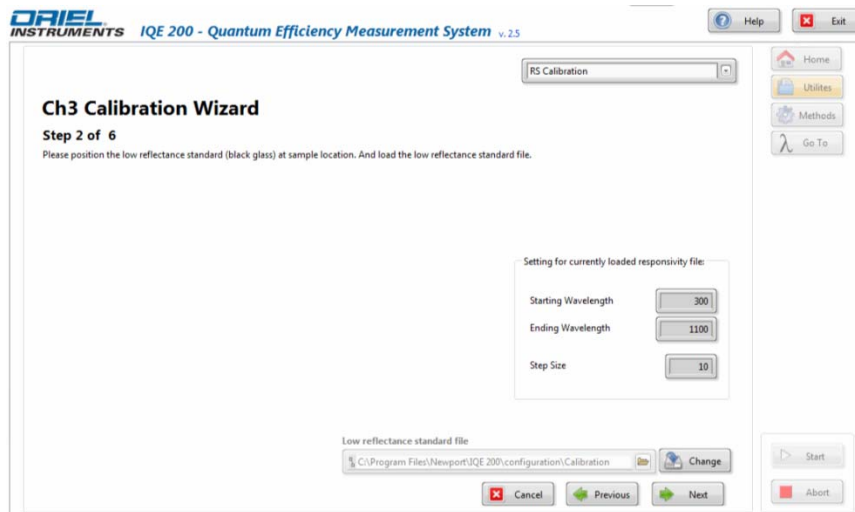 ORIEL
INSTRUMENTS IQE 200 - Quantum Efficiency Measurement System v. 2.5
Help
Exit
RS Calibration
Home
Utilites
Methods
λ Go To
Ch3 Calibration Wizard
Step 2 of 6
Please position the low reflectance standard (black glass) at sample location. And load the low reflectance standard file.
Setting for currently loaded responsivity file:
Starting Wavelength 300
Ending Wavelength 1100
Step Size 10
Low reflectance standard file
C:\Program Files\Newport\IQE 200\configuration\Calibration
Change
Cancel
Previous
Next
Start
Abort